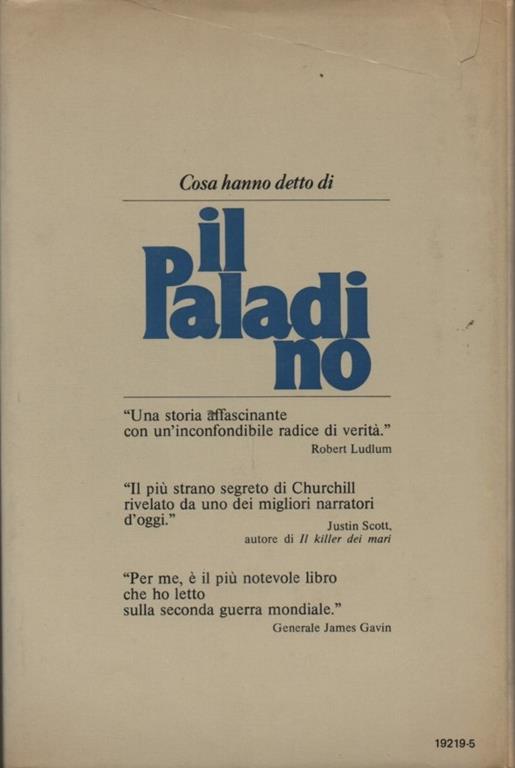 Cosa hanno detto di
il
Paladi
no
“Una storia affascinante
con un'inconfondibile radice di verità.”
Robert Ludlum
“Il più strano segreto di Churchill
rivelato da uno dei migliori narratori
d'oggi.”
Justin Scott,
autore di Il killer dei mari
“Per me, è il più notevole libro
che ho letto
sulla seconda guerra mondiale.”
Generale James Gavin
19219-5